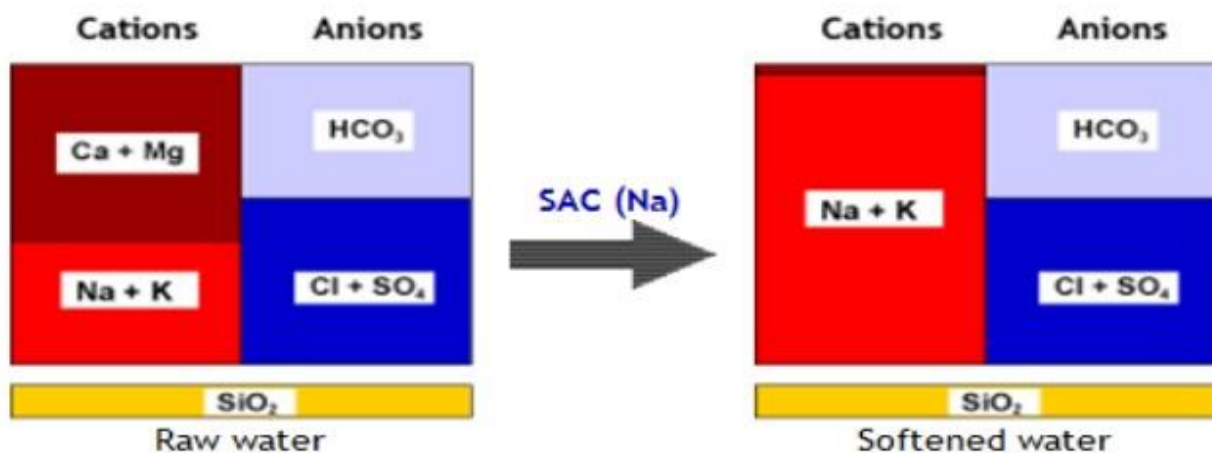 Cations Anions
Ca + Mg
HCO₃
Na + K
Cl + SO₄
SiO₂
Raw water
SAC (Na)
Cations Anions
HCO₃
Na + K
Cl + SO₄
SiO₂
Softened water